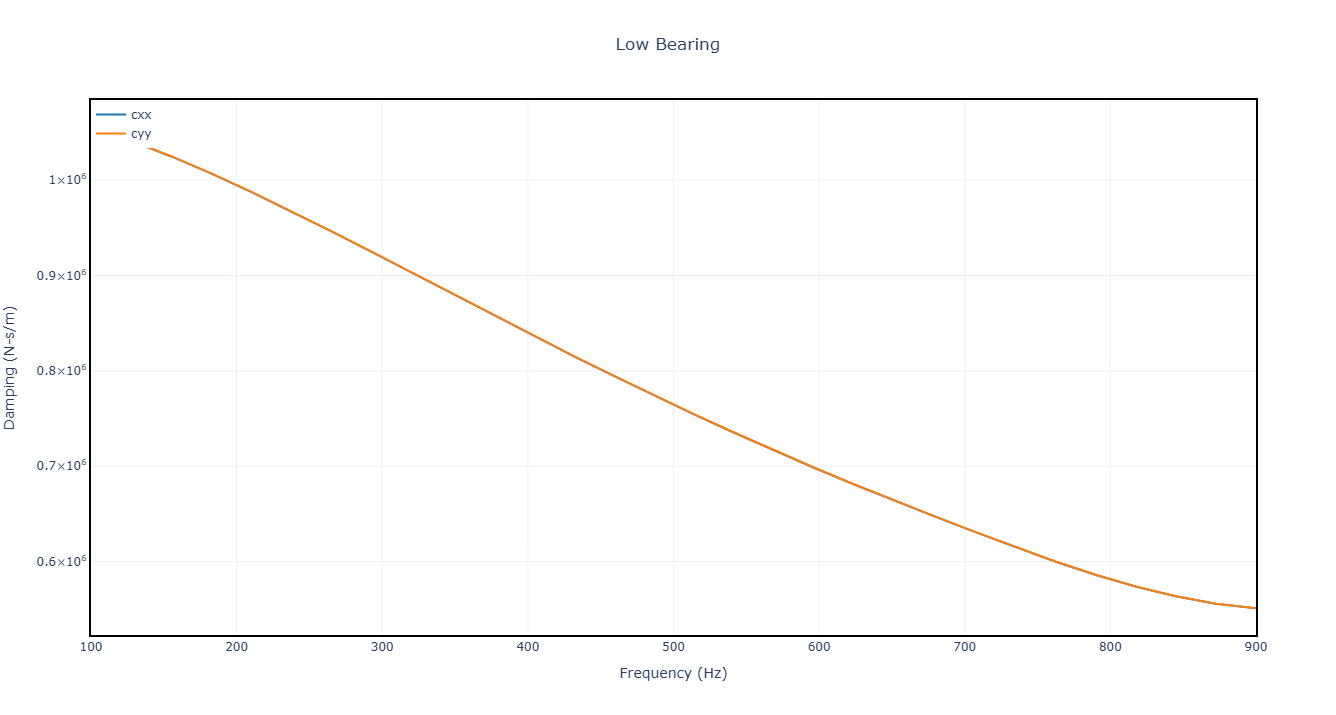 Low Bearing
cxx
cyy
1×10⁶
0.9×10⁶
0.8×10⁶
0.7×10⁶
0.6×10⁶
Damping (N-s/m)
100 200 300 400 500 600 700 800 900
Frequency (Hz)